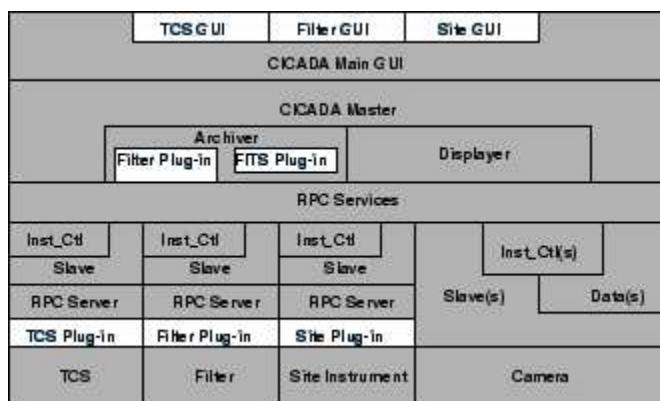 TCS GUI Filter GUI Site GUI
CICADA Main GUI
CICADA Master
Archiver
Filter Plug-in FITS Plug-in Displayer
RPC Services
Inst_Ctl Inst_Ctl Inst_Ctl Inst_Ctl(s)
Slave Slave Slave
RPC Server RPC Server RPC Server Slave(s) Data(s)
TCS Plug-in Filter Plug-in Site Plug-in
TCS Filter Site Instrument Camera